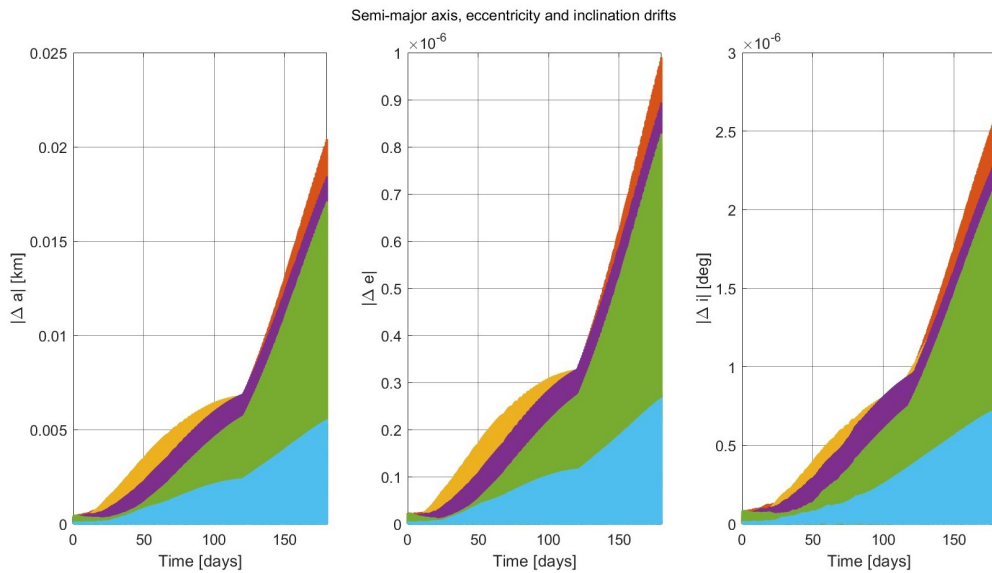 Semi-major axis, eccentricity and inclination drifts
0.025
0.02
0.015
0.01
0.005
0
|Δ a| [km]
0 50 100 150
Time [days]
×10⁻⁶
1
0.9
0.8
0.7
0.6
0.5
0.4
0.3
0.2
0.1
0
|Δ e|
0 50 100 150
Time [days]
×10⁻⁶
3
2.5
2
1.5
1
0.5
0
|Δ i| [deg]
0 50 100 150
Time [days]